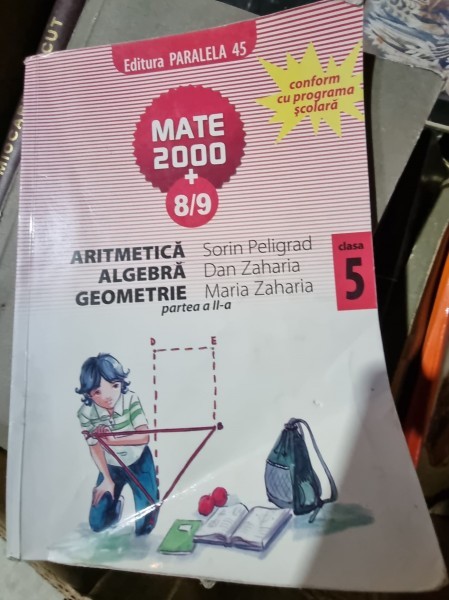 Editura PARALELA 45
conform
cu programa
școlară
MATE
2000
+
8/9
ARITMETICĂ
ALGEBRĂ
GEOMETRIE
partea a II-a
Sorin Peligrad
Dan Zaharia
Maria Zaharia
clasa
5
D
E
B